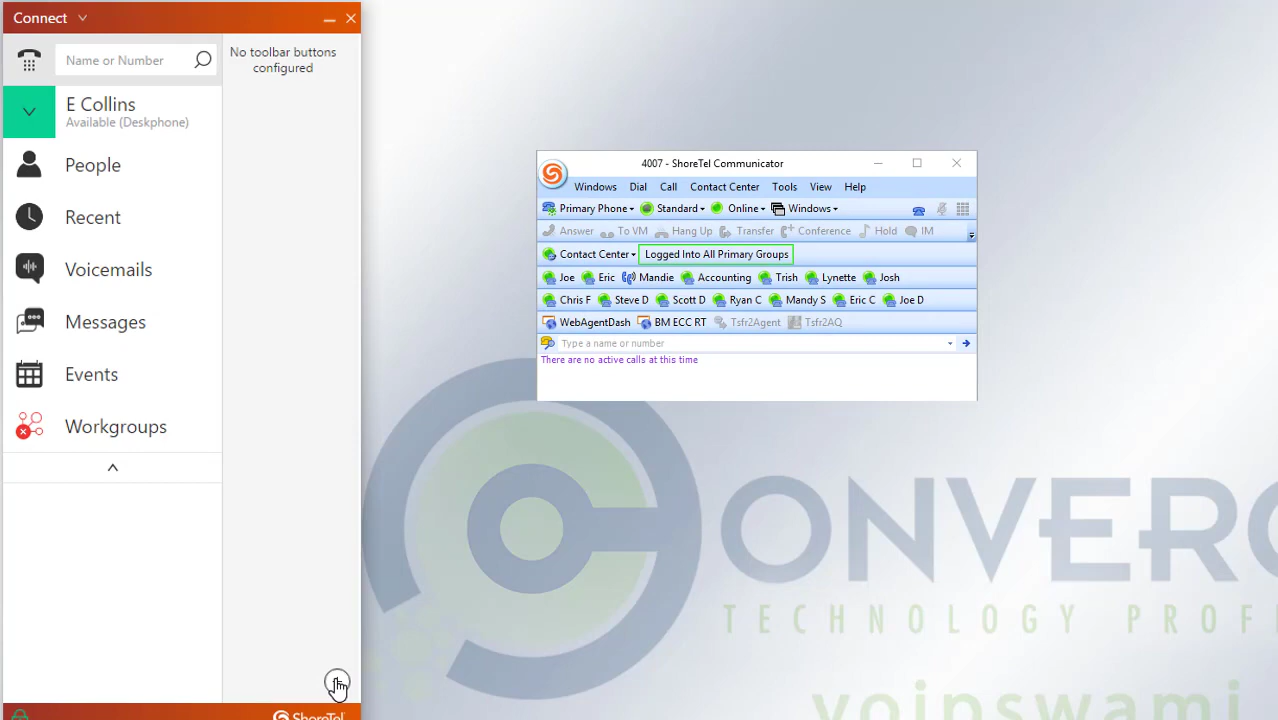 Connect
Name or Number
No toolbar buttons
configured
E Collins
Available (Deskphone)
People
Recent
Voicemails
Messages
Events
Workgroups
ShoreTel
4007 - ShoreTel Communicator
Windows Dial Call Contact Center Tools View Help
Primary Phone Standard Online Windows
Answer To VM Hang Up Transfer Conference Hold IM
Contact Center Logged Into All Primary Groups
Joe Eric Mandie Accounting Trish Lynette Josh
Chris F Steve D Scott D Ryan C Mandy S Eric C Joe D
WebAgentDash BM ECC RT Tsfr2Agent Tsfr2AQ
Type a name or number
There are no active calls at this time
CONVERG
TECHNOLOGY PROF
voipswami